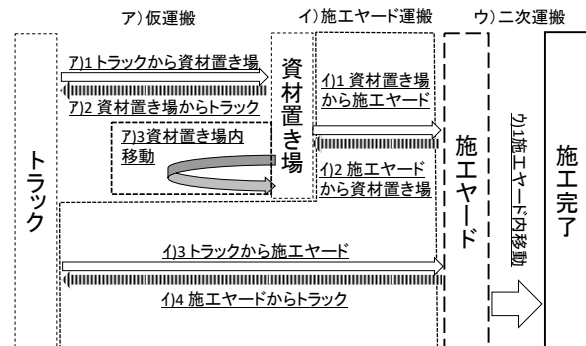 ア）仮運搬
イ）施工ヤード運搬
ウ）二次運搬
ア)1トラックから資材置き場
ア)2 資材置き場からトラック
ア)3資材置き場内
移動
資材置き場
イ)1 資材置き場
から施工ヤード
イ)2 施工ヤード
から資材置き場
トラック
イ)3トラックから施工ヤード
イ)4 施工ヤードからトラック
施工ヤード
ウ)1施工ヤード内移動
施工完了